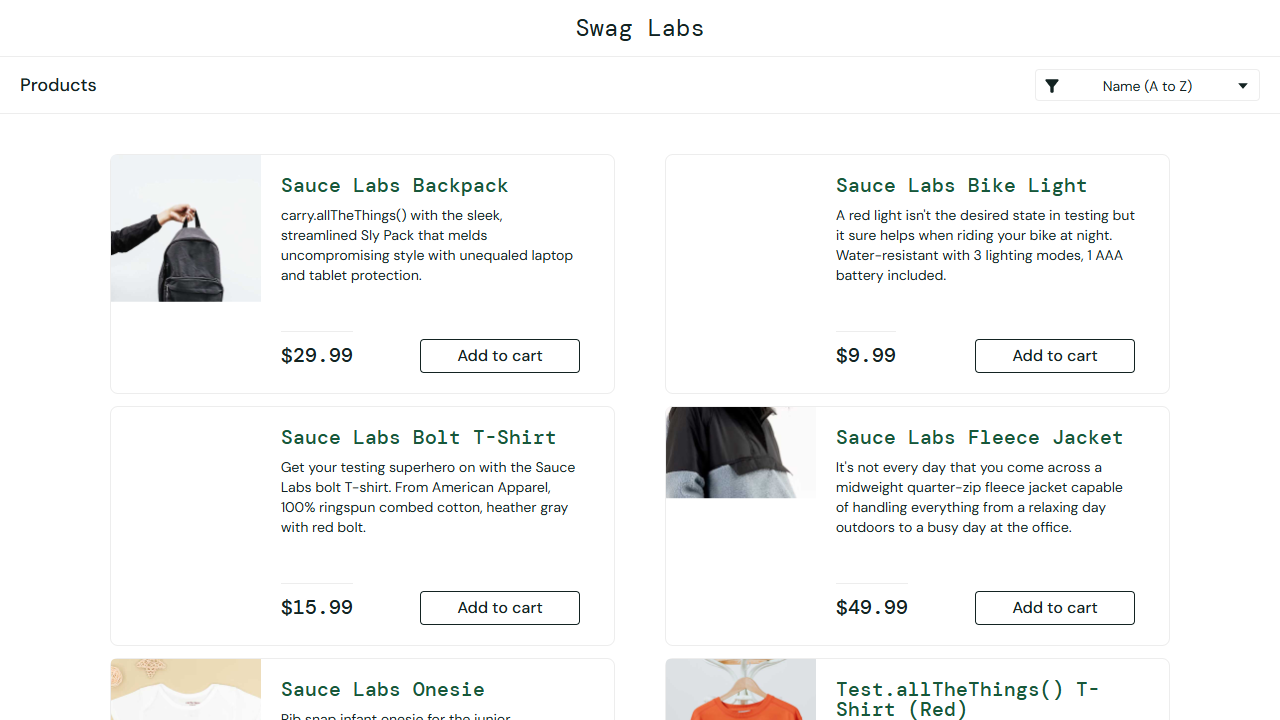 Swag Labs
Products
Name (A to Z)
Sauce Labs Backpack
carry.allTheThings() with the sleek,
streamlined Sly Pack that melds
uncompromising style with unequaled laptop
and tablet protection.
$29.99
Add to cart
Sauce Labs Bike Light
A red light isn't the desired state in testing but
it sure helps when riding your bike at night.
Water-resistant with 3 lighting modes, 1 AAA
battery included.
$9.99
Add to cart
Sauce Labs Bolt T-Shirt
Get your testing superhero on with the Sauce
Labs bolt T-shirt. From American Apparel,
100% ringspun combed cotton, heather gray
with red bolt.
$15.99
Add to cart
Sauce Labs Fleece Jacket
It's not every day that you come across a
midweight quarter-zip fleece jacket capable
of handling everything from a relaxing day
outdoors to a busy day at the office.
$49.99
Add to cart
Sauce Labs Onesie
Rib snap infant onesie for the junior
Test.allTheThings() T-
Shirt (Red)